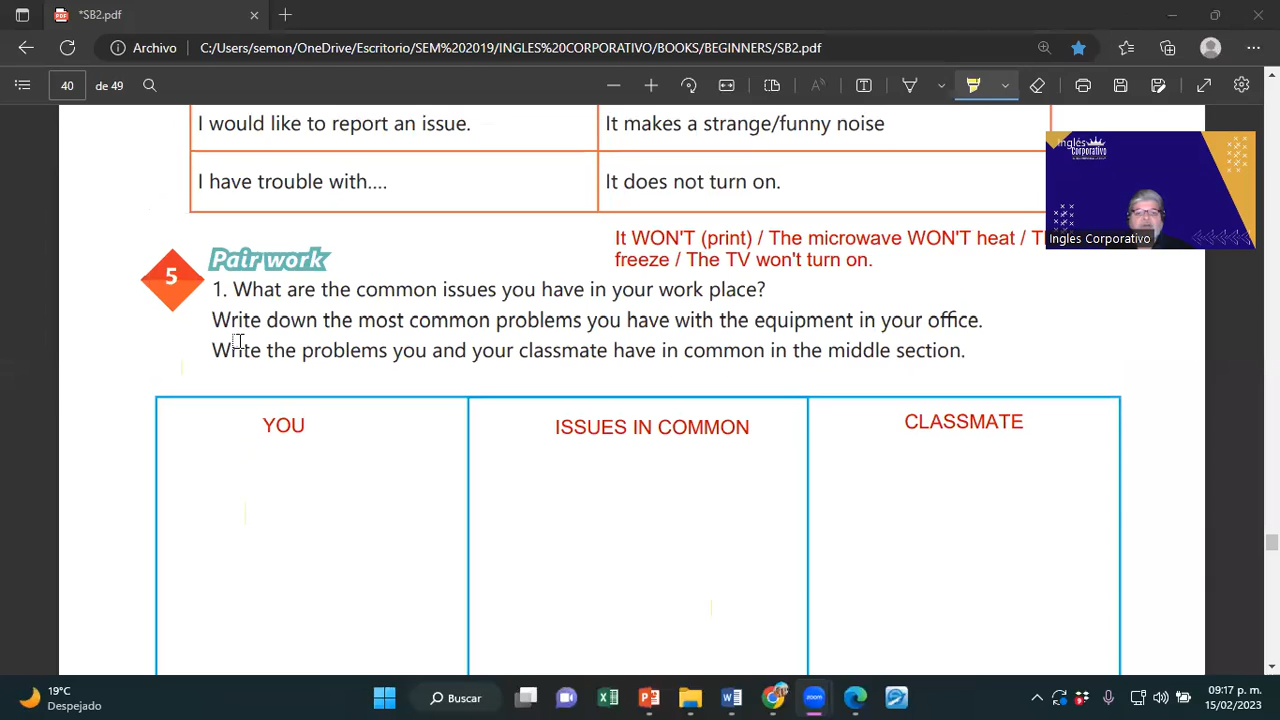 *SB2.pdf
Archivo
C:/Users/semon/OneDrive/Escritorio/SEM%202019/INGLES%20CORPORATIVO/BOOKS/BEGINNERS/SB2.pdf
40 de 49
I would like to report an issue.
It makes a strange/funny noise
I have trouble with....
It does not turn on.
Inglés
Corporativo
Ingles Corporativo
It WON'T (print) / The microwave WON'T heat /
freeze / The TV won't turn on.
5
Pair work
1. What are the common issues you have in your work place?
Write down the most common problems you have with the equipment in your office.
Write the problems you and your classmate have in common in the middle section.
YOU
ISSUES IN COMMON
CLASSMATE
19°C
Despejado
Buscar
zoom
09:17 p. m.
15/02/2023